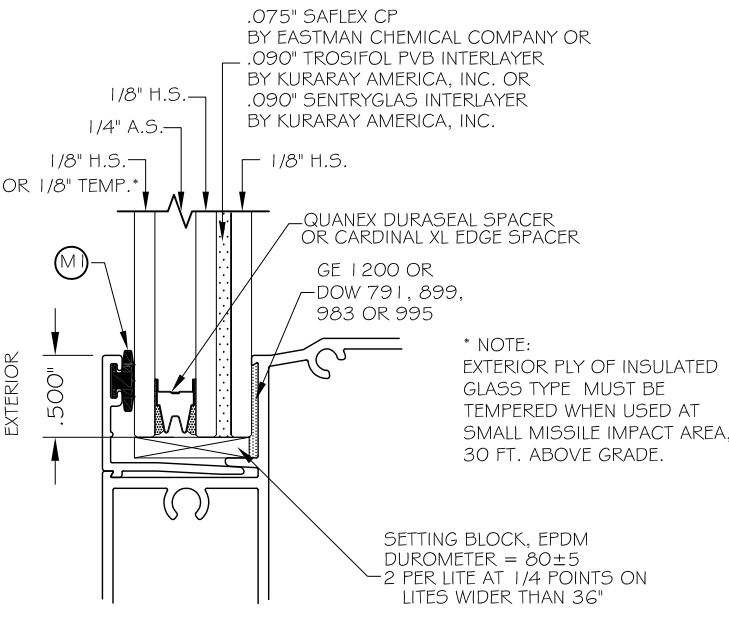 .075" SAFLEX CP
BY EASTMAN CHEMICAL COMPANY OR
.090" TROSIFOL PVB INTERLAYER
BY KURARAY AMERICA, INC. OR
.090" SENTRYGLAS INTERLAYER
BY KURARAY AMERICA, INC.
1/8" H.S.
1/4" A.S.
1/8" H.S.
OR 1/8" TEMP.*
1/8" H.S.
QUANEX DURASEAL SPACER
OR CARDINAL XL EDGE SPACER
M1
GE 1200 OR
DOW 791, 899,
983 OR 995
EXTERIOR
.500"
* NOTE:
EXTERIOR PLY OF INSULATED
GLASS TYPE MUST BE
TEMPERED WHEN USED AT
SMALL MISSILE IMPACT AREA,
30 FT. ABOVE GRADE.
SETTING BLOCK, EPDM
DUROMETER = 80±5
2 PER LITE AT 1/4 POINTS ON
LITES WIDER THAN 36"